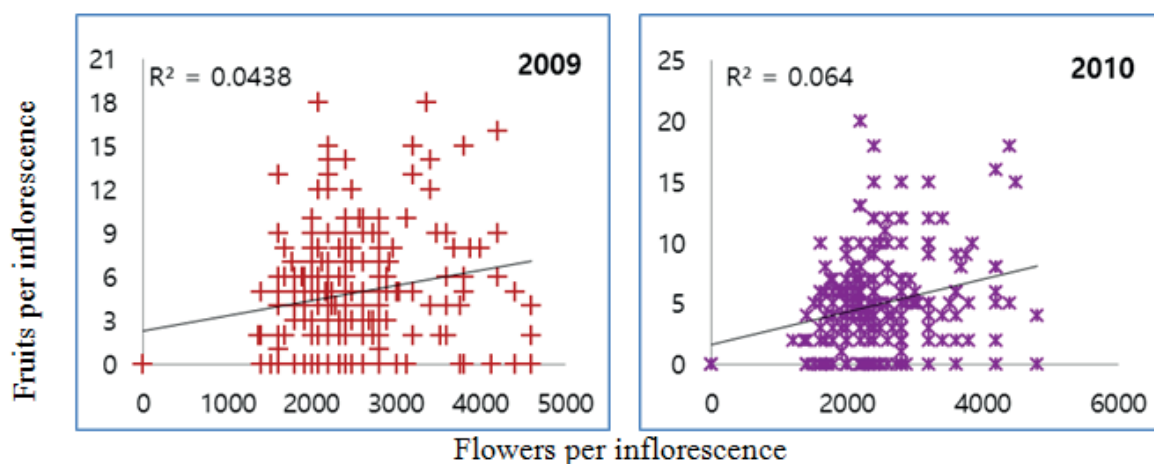 Fruits per inflorescence
R² = 0.0438
2009
21
18
15
12
9
6
3
0
0 1000 2000 3000 4000 5000
R² = 0.064
2010
25
20
15
10
5
0
0 2000 4000 6000
Flowers per inflorescence